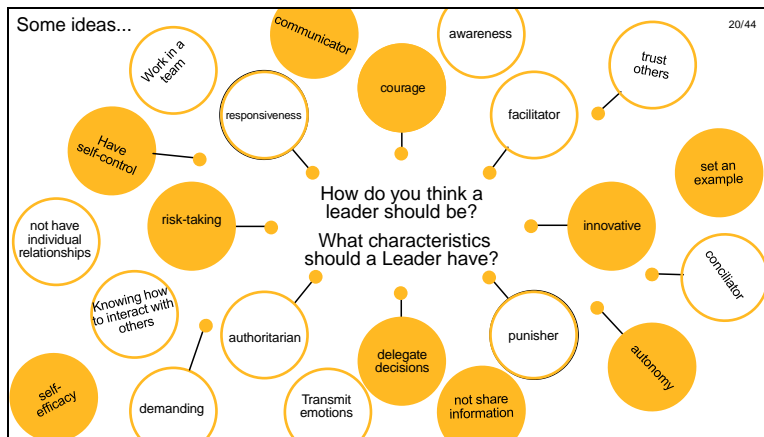 Some ideas...
20/44
communicator
awareness
Work in a
team
trust
others
courage
responsiveness
facilitator
Have
self-control
set an
example
How do you think a
leader should be?
risk-taking
innovative
not have
individual
relationships
What characteristics
should a Leader have?
conciliator
Knowing how
to interact with
others
authoritarian
punisher
delegate
decisions
autonomy
self-
efficacy
demanding
Transmit
emotions
not share
information